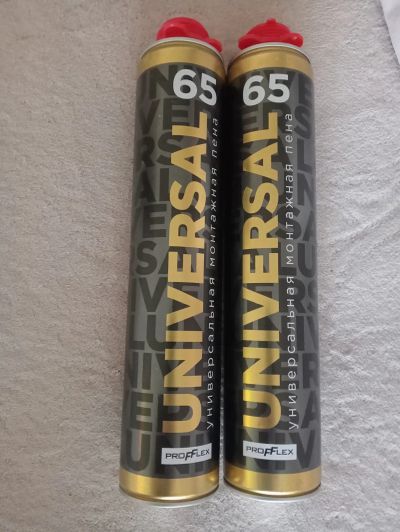 65
UNIVERSAL
универсальная монтажная пена
PROFFLEX
65
UNIVERSAL
универсальная монтажная пена
PROFFLEX